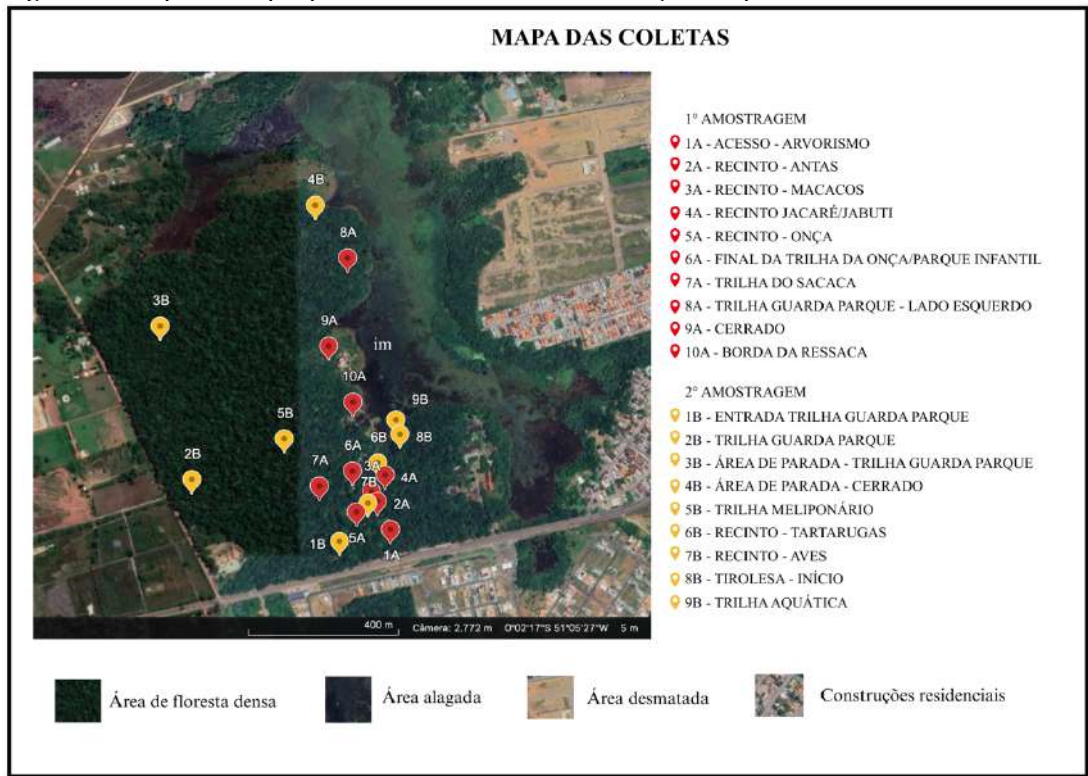 MAPA DAS COLETAS
4B
8A
3B
9A
im
10A
9B
5B
6B
8B
6A
2B
7A
3A
4A
7B
2A
1B
5A
1A
400 m
Câmera: 2.772 m
0°02'17"S 51°05'27"W
5 m
1° AMOSTRAGEM
1A - ACESSO - ARVORISMO
2A - RECINTO - ANTAS
3A - RECINTO - MACACOS
4A - RECINTO JACARÉ/JABUTI
5A - RECINTO - ONÇA
6A - FINAL DA TRILHA DA ONÇA/PARQUE INFANTIL
7A - TRILHA DO SACACA
8A - TRILHA GUARDA PARQUE - LADO ESQUERDO
9A - CERRADO
10A - BORDA DA RESSACA
2° AMOSTRAGEM
1B - ENTRADA TRILHA GUARDA PARQUE
2B - TRILHA GUARDA PARQUE
3B - ÁREA DE PARADA - TRILHA GUARDA PARQUE
4B - ÁREA DE PARADA - CERRADO
5B - TRILHA MELIPONÁRIO
6B - RECINTO - TARTARUGAS
7B - RECINTO - AVES
8B - TIROLESA - INÍCIO
9B - TRILHA AQUÁTICA
Área de floresta densa
Área alagada
Área desmatada
Construções residenciais